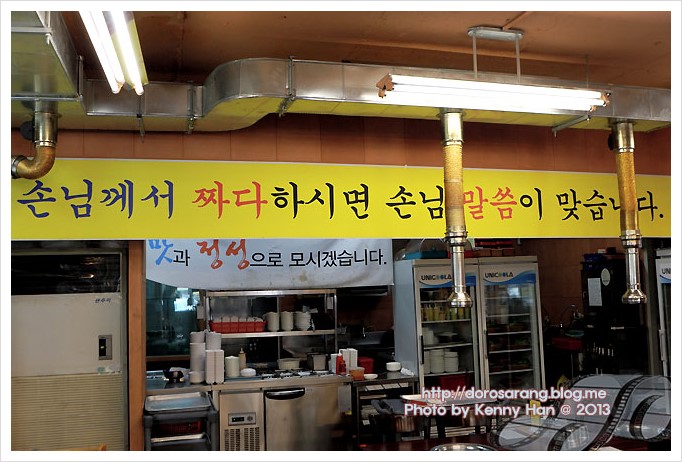 손님께서 짜다하시면 손님 말씀이 맞습니다.
맛과 정성으로 모시겠습니다.
UNICOOLA UNICOOLA
http://dorosarang.blog.me
Photo by Kenny Han @ 2013